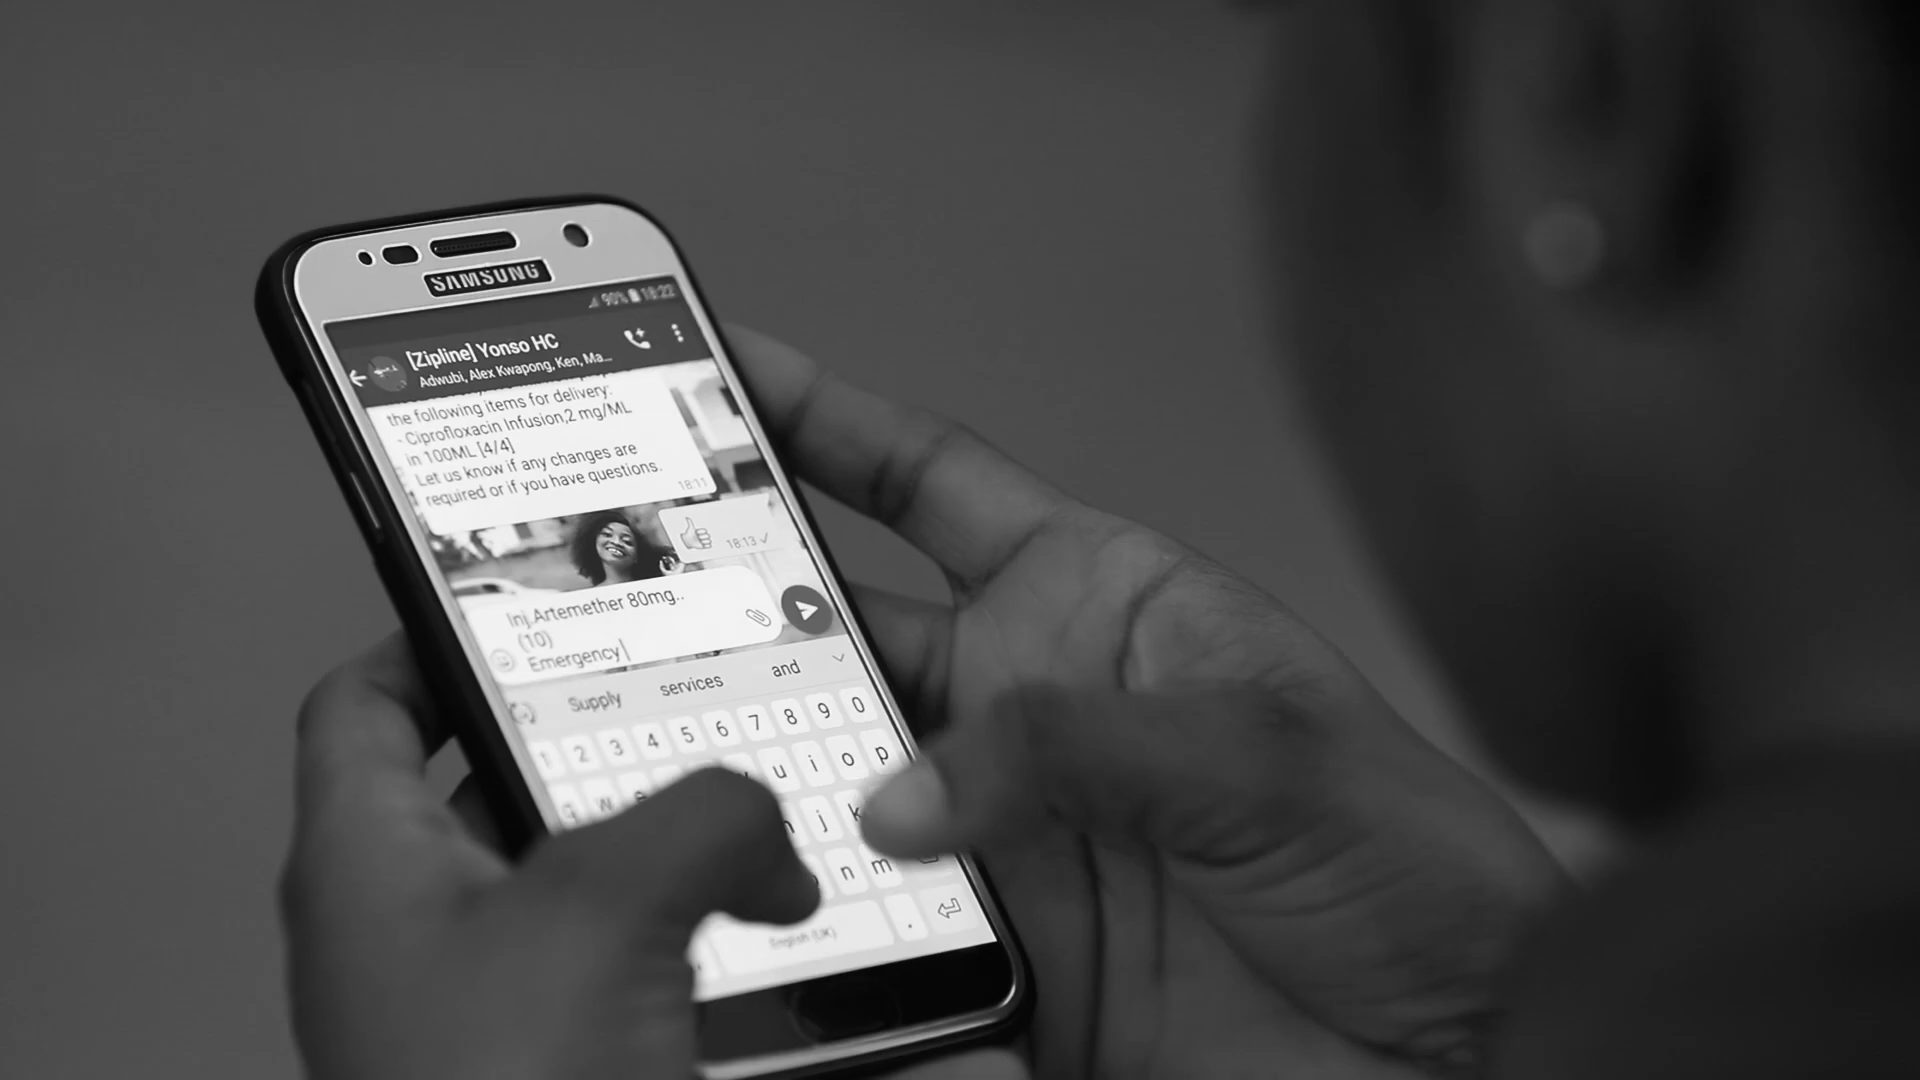 SAMSUNG
90% 18:22
[Zipline] Yonso HC
Adwubi, Alex Kwapong, Ken, Ma...
the following items for delivery:
- Ciprofloxacin Infusion,2 mg/ML
in 100ML [4/4]
Let us know if any changes are
required or if you have questions.
18:11
18:13
Inj.Artemether 80mg..
(10)
Emergency
Supply services and
1 2 3 4 5 6 7 8 9 0
w e u i o p
j k
n m
English (UK) .